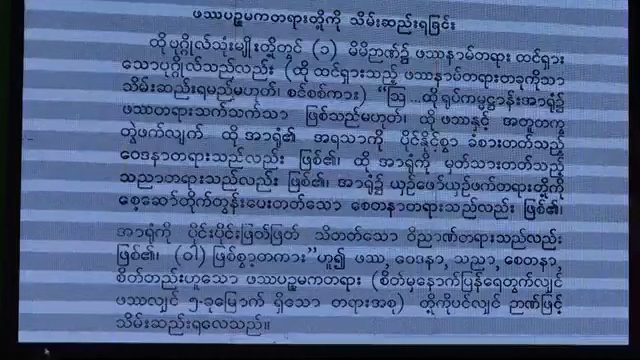 ဖဿပဉ္စမကတရားတို့ကို သိမ်းဆည်းရခြင်း
ထိုပုဂ္ဂိုလ်သုံးမျိုးတို့တွင် (၁) မိမိဉာဏ်၌ ဖဿနာမ်တရား ထင်ရှား
သောပုဂ္ဂိုလ်သည်လည်း (ထို ထင်ရှားသည့် ဖဿနာမ်တရားတခုကိုသာ
သိမ်းဆည်းရမည်မဟုတ်၊ စင်စစ်ကား) “ဩ ...ထိုရုပ်ကမ္မဋ္ဌာန်းအာရုံ၌
ဖဿတရားသက်သက်သာ ဖြစ်သည်မဟုတ်၊ ထို ဖဿနှင့် အတူတကွ
တွဲဖက်လျက် ထို အာရုံ၏ အရသာကို ပိုင်နိုင်စွာ ခံစားတတ်သည့်
ဝေဒနာတရားသည်လည်း ဖြစ်၏၊ ထို အာရုံကို မှတ်သားတတ်သည့်
သညာတရားသည်လည်း ဖြစ်၏၊ အာရုံ၌ ယှဉ်ဖော်ယှဉ်ဖက်တရားတို့ကို
စေ့ဆော်တိုက်တွန်းပေးတတ်သော စေတနာတရားသည်လည်း ဖြစ်၏၊
အာရုံကို ပိုင်းပိုင်းဖြတ်ဖြတ် သိတတ်သော ဝိညာဏ်တရားသည်လည်း
ဖြစ်၏၊ (ဝါ) ဖြစ်စွာ့တကား”ဟူ၍ ဖဿ, ဝေဒနာ, သညာ, စေတနာ,
စိတ်တည်းဟူသော ဖဿပဉ္စမကတရား (စိတ်မှနောက်ပြန်ရေတွက်လျှင်
ဖဿလျှင် ၅-ခုမြောက် ရှိသော တရားအစု) တို့ကိုပင်လျှင် ဉာဏ်ဖြင့်
သိမ်းဆည်းရလေသည်။